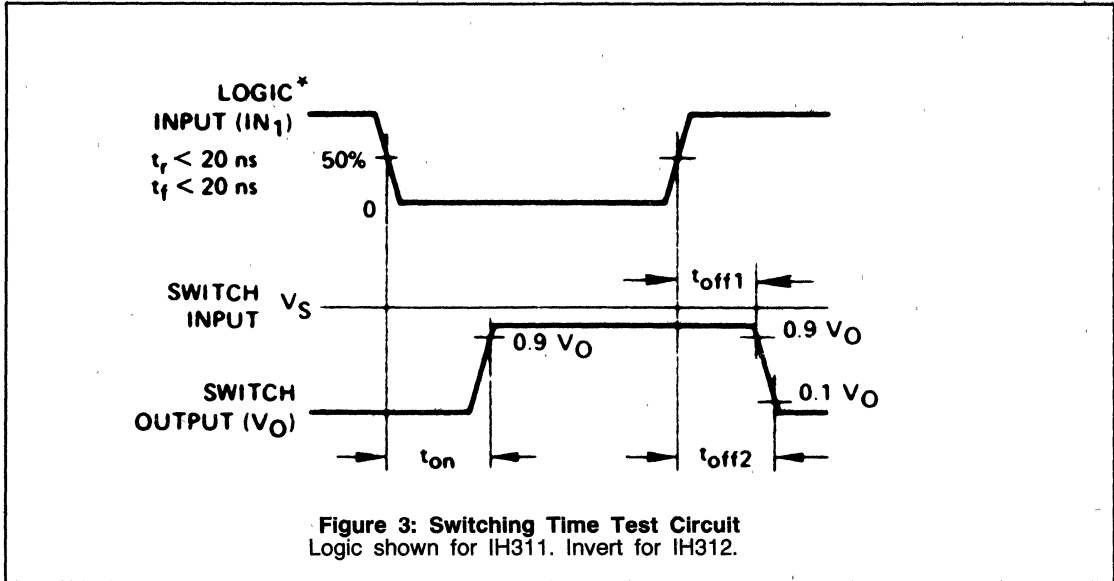 LOGIC*
INPUT (IN1)
tr < 20 ns
tf < 20 ns
50%
0
toff1
SWITCH
INPUT
VS
0.9 VO
0.9 VO
SWITCH
OUTPUT (VO)
0.1 VO
ton
toff2
Figure 3: Switching Time Test Circuit
Logic shown for IH311. Invert for IH312.